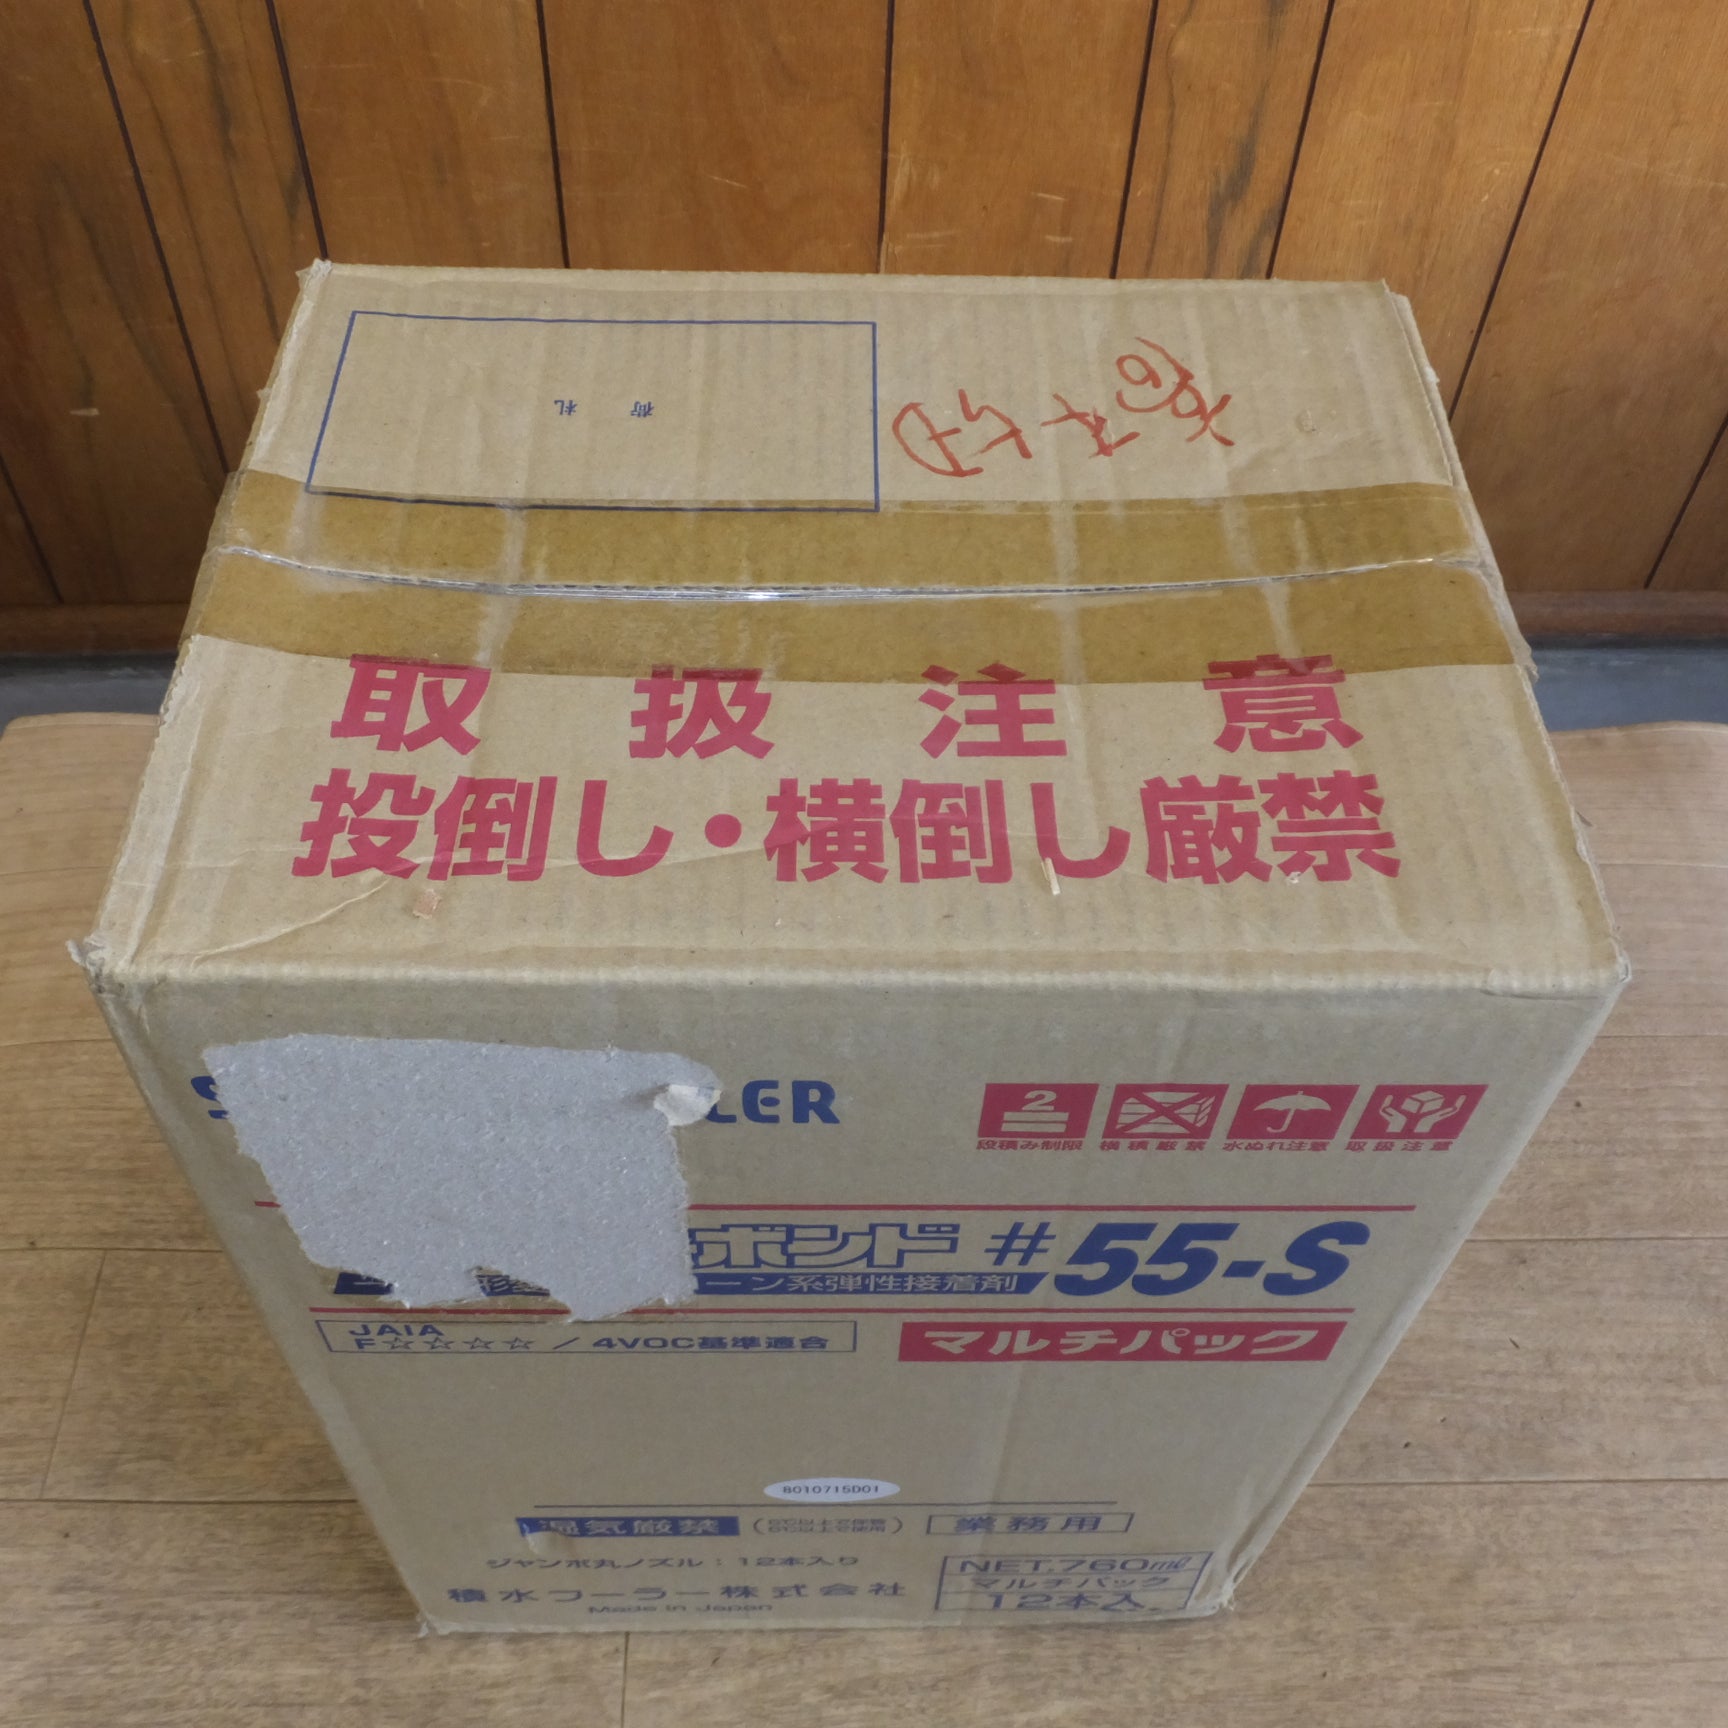 荷 札
取扱注意
投倒し・横倒し厳禁
S LER
2
段積み制限 横積厳禁 水ぬれ注意 取扱注意
ボンド #55-S
ーン系弾性接着剤
JAIA
F☆☆☆☆ / 4VOC基準適合
マルチパック
8010715D01
湿気厳禁
業務用
ジャンボ丸ノズル : 12本入り
NET.760㎖
マルチパック
12本入
積水フーラー株式会社
Made in Japan